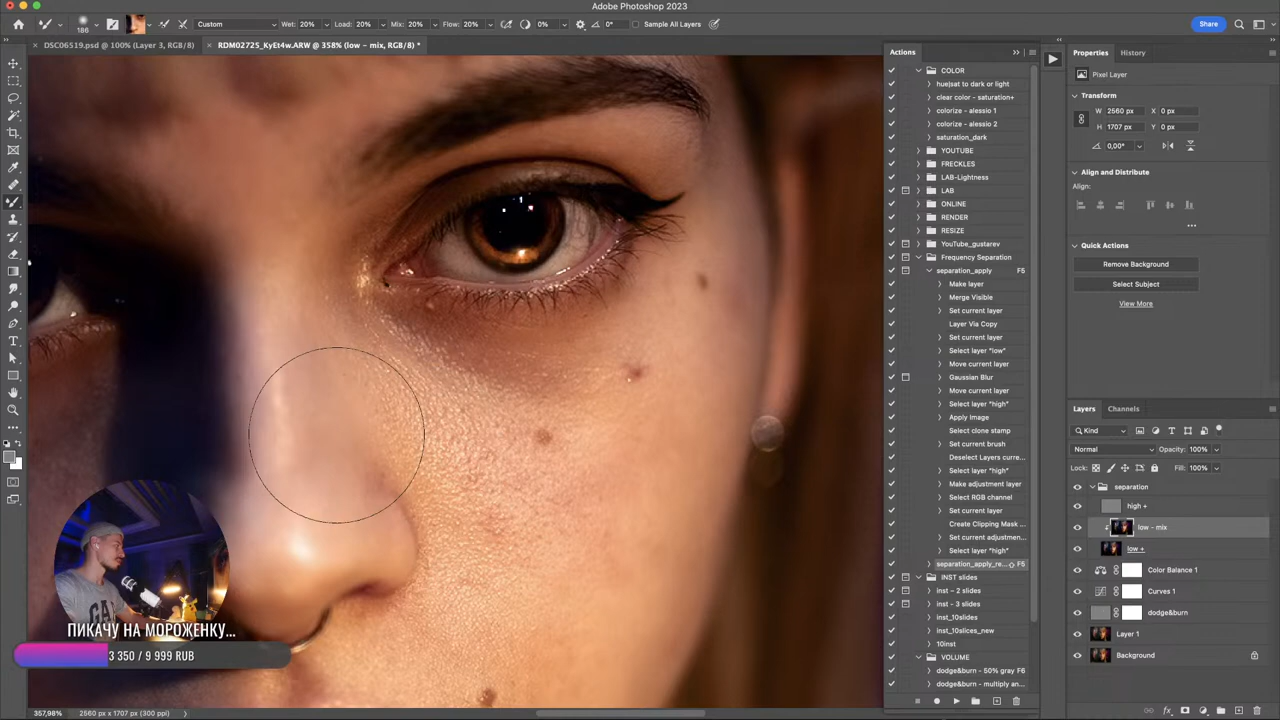 Adobe Photoshop 2023
186
Custom
Wet: 20%
Load: 20%
Mix: 20%
Flow: 20%
0%
0°
Sample All Layers
Share
DSC06519.psd @ 100% (Layer 3, RGB/8)
RDM02725_KyEt4w.ARW @ 358% (low - mix, RGB/8) *
Actions
COLOR
hue|sat to dark or light
clear color - saturation+
colorize - alessio 1
colorize - alessio 2
saturation_dark
YOUTUBE
FRECKLES
LAB-Lightness
LAB
ONLINE
RENDER
RESIZE
YouTube_gustarev
Frequency Separation
separation_apply F5
Make layer
Merge Visible
Set current layer
Layer Via Copy
Set current layer
Select layer "low"
Move current layer
Gaussian Blur
Move current layer
Select layer "high"
Apply Image
Select clone stamp
Set current brush
Deselect Layers curre...
Select layer "high"
Make adjustment layer
Select RGB channel
Set current layer
Create Clipping Mask ...
Set current adjustmen...
Select layer "high"
separation_apply_re... F5
INST slides
inst – 2 slides
inst – 3 slides
inst_10slides
inst_10slices_new
10inst
VOLUME
dodge&burn - 50% gray F6
dodge&burn - multiply an...
Properties
History
Pixel Layer
Transform
W 2560 px
X 0 px
H 1707 px
Y 0 px
0,00°
Align and Distribute
Align:
Quick Actions
Remove Background
Select Subject
View More
Layers
Channels
Kind
Normal
Opacity: 100%
Lock:
Fill: 100%
separation
high +
low - mix
low +
Color Balance 1
Curves 1
dodge&burn
Layer 1
Background
ПИКАЧУ НА МОРОЖЕНКУ...
3 350 / 9 999 RUB
357,98%
2560 px x 1707 px (300 ppi)